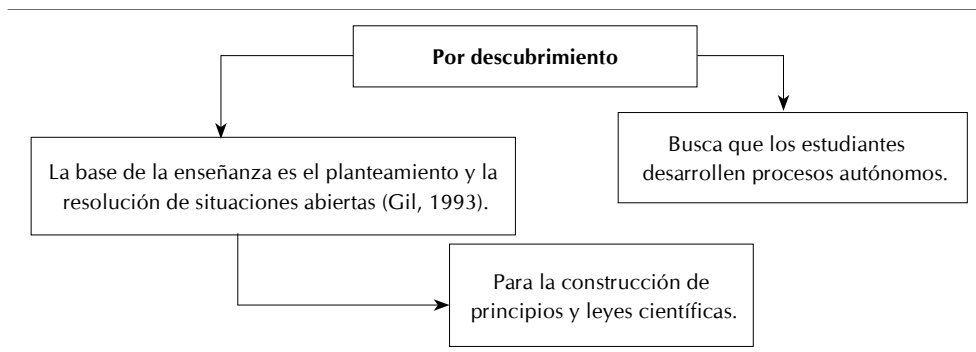 Por descubrimiento
La base de la enseñanza es el planteamiento y la
resolución de situaciones abiertas (Gil, 1993).
Busca que los estudiantes
desarrollen procesos autónomos.
Para la construcción de
principios y leyes científicas.